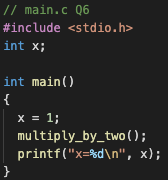 // main.c Q6
#include <stdio.h>
int x;

int main()
{
  x = 1;
  multiply_by_two();
  printf("x=%d\n", x);
}